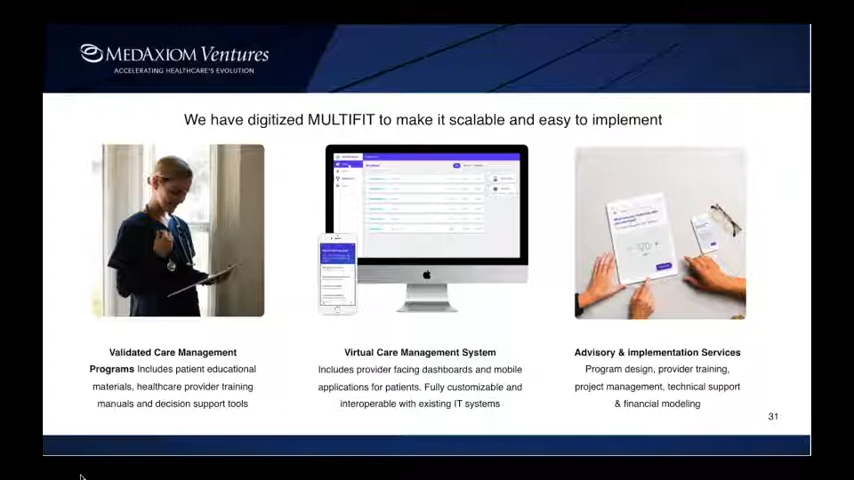 MEDAXIOM Ventures
ACCELERATING HEALTHCARE'S EVOLUTION
We have digitized MULTIFIT to make it scalable and easy to implement
Validated Care Management
Programs Includes patient educational
materials, healthcare provider training
manuals and decision support tools
Virtual Care Management System
Includes provider facing dashboards and mobile
applications for patients. Fully customizable and
interoperable with existing IT systems
Advisory & implementation Services
Program design, provider training,
project management, technical support
& financial modeling
31